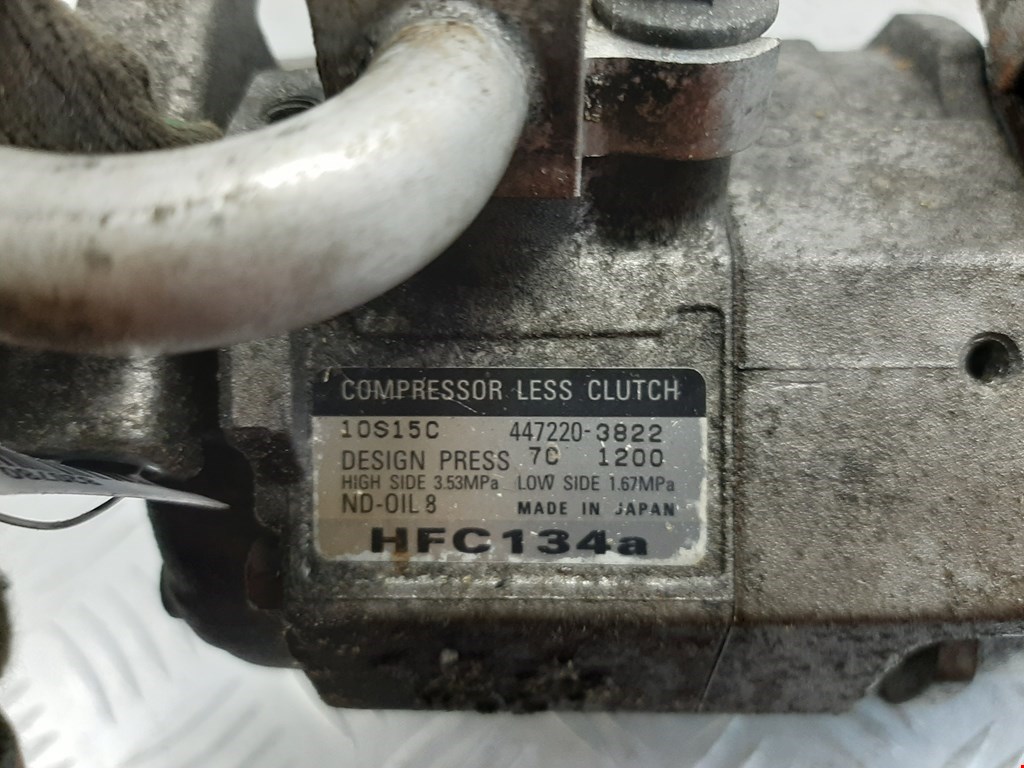 COMPRESSOR LESS CLUTCH
10S15C 447220-3822
DESIGN PRESS 7C 1200
HIGH SIDE 3.53MPa LOW SIDE 1.67MPa
ND-OIL 8 MADE IN JAPAN
HFC134a